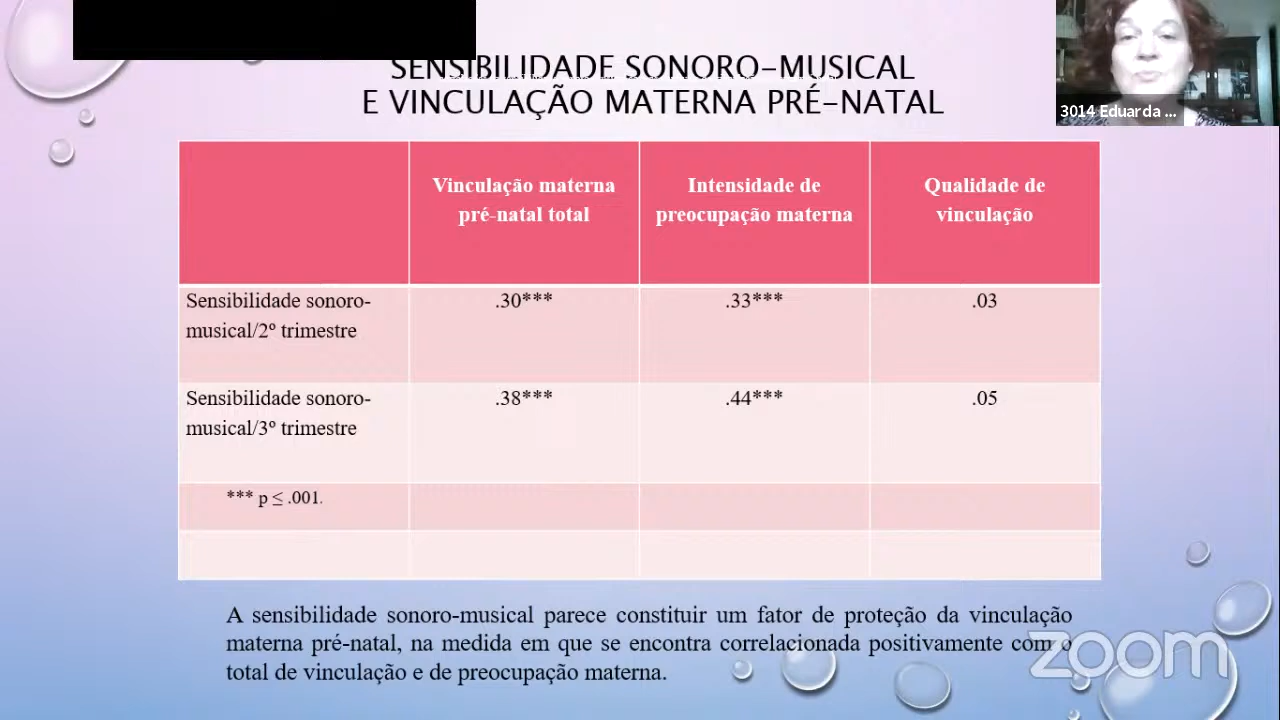 SENSIBILIDADE SONORO-MUSICAL
E VINCULAÇÃO MATERNA PRÉ-NATAL
3014 Eduarda ...
Vinculação materna
pré-natal total
Intensidade de
preocupação materna
Qualidade de
vinculação
Sensibilidade sonoro-
musical/2º trimestre
.30***
.33***
.03
Sensibilidade sonoro-
musical/3º trimestre
.38***
.44***
.05
*** p ≤ .001.
A sensibilidade sonoro-musical parece constituir um fator de proteção da vinculação
materna pré-natal, na medida em que se encontra correlacionada positivamente com o
total de vinculação e de preocupação materna.
zoom